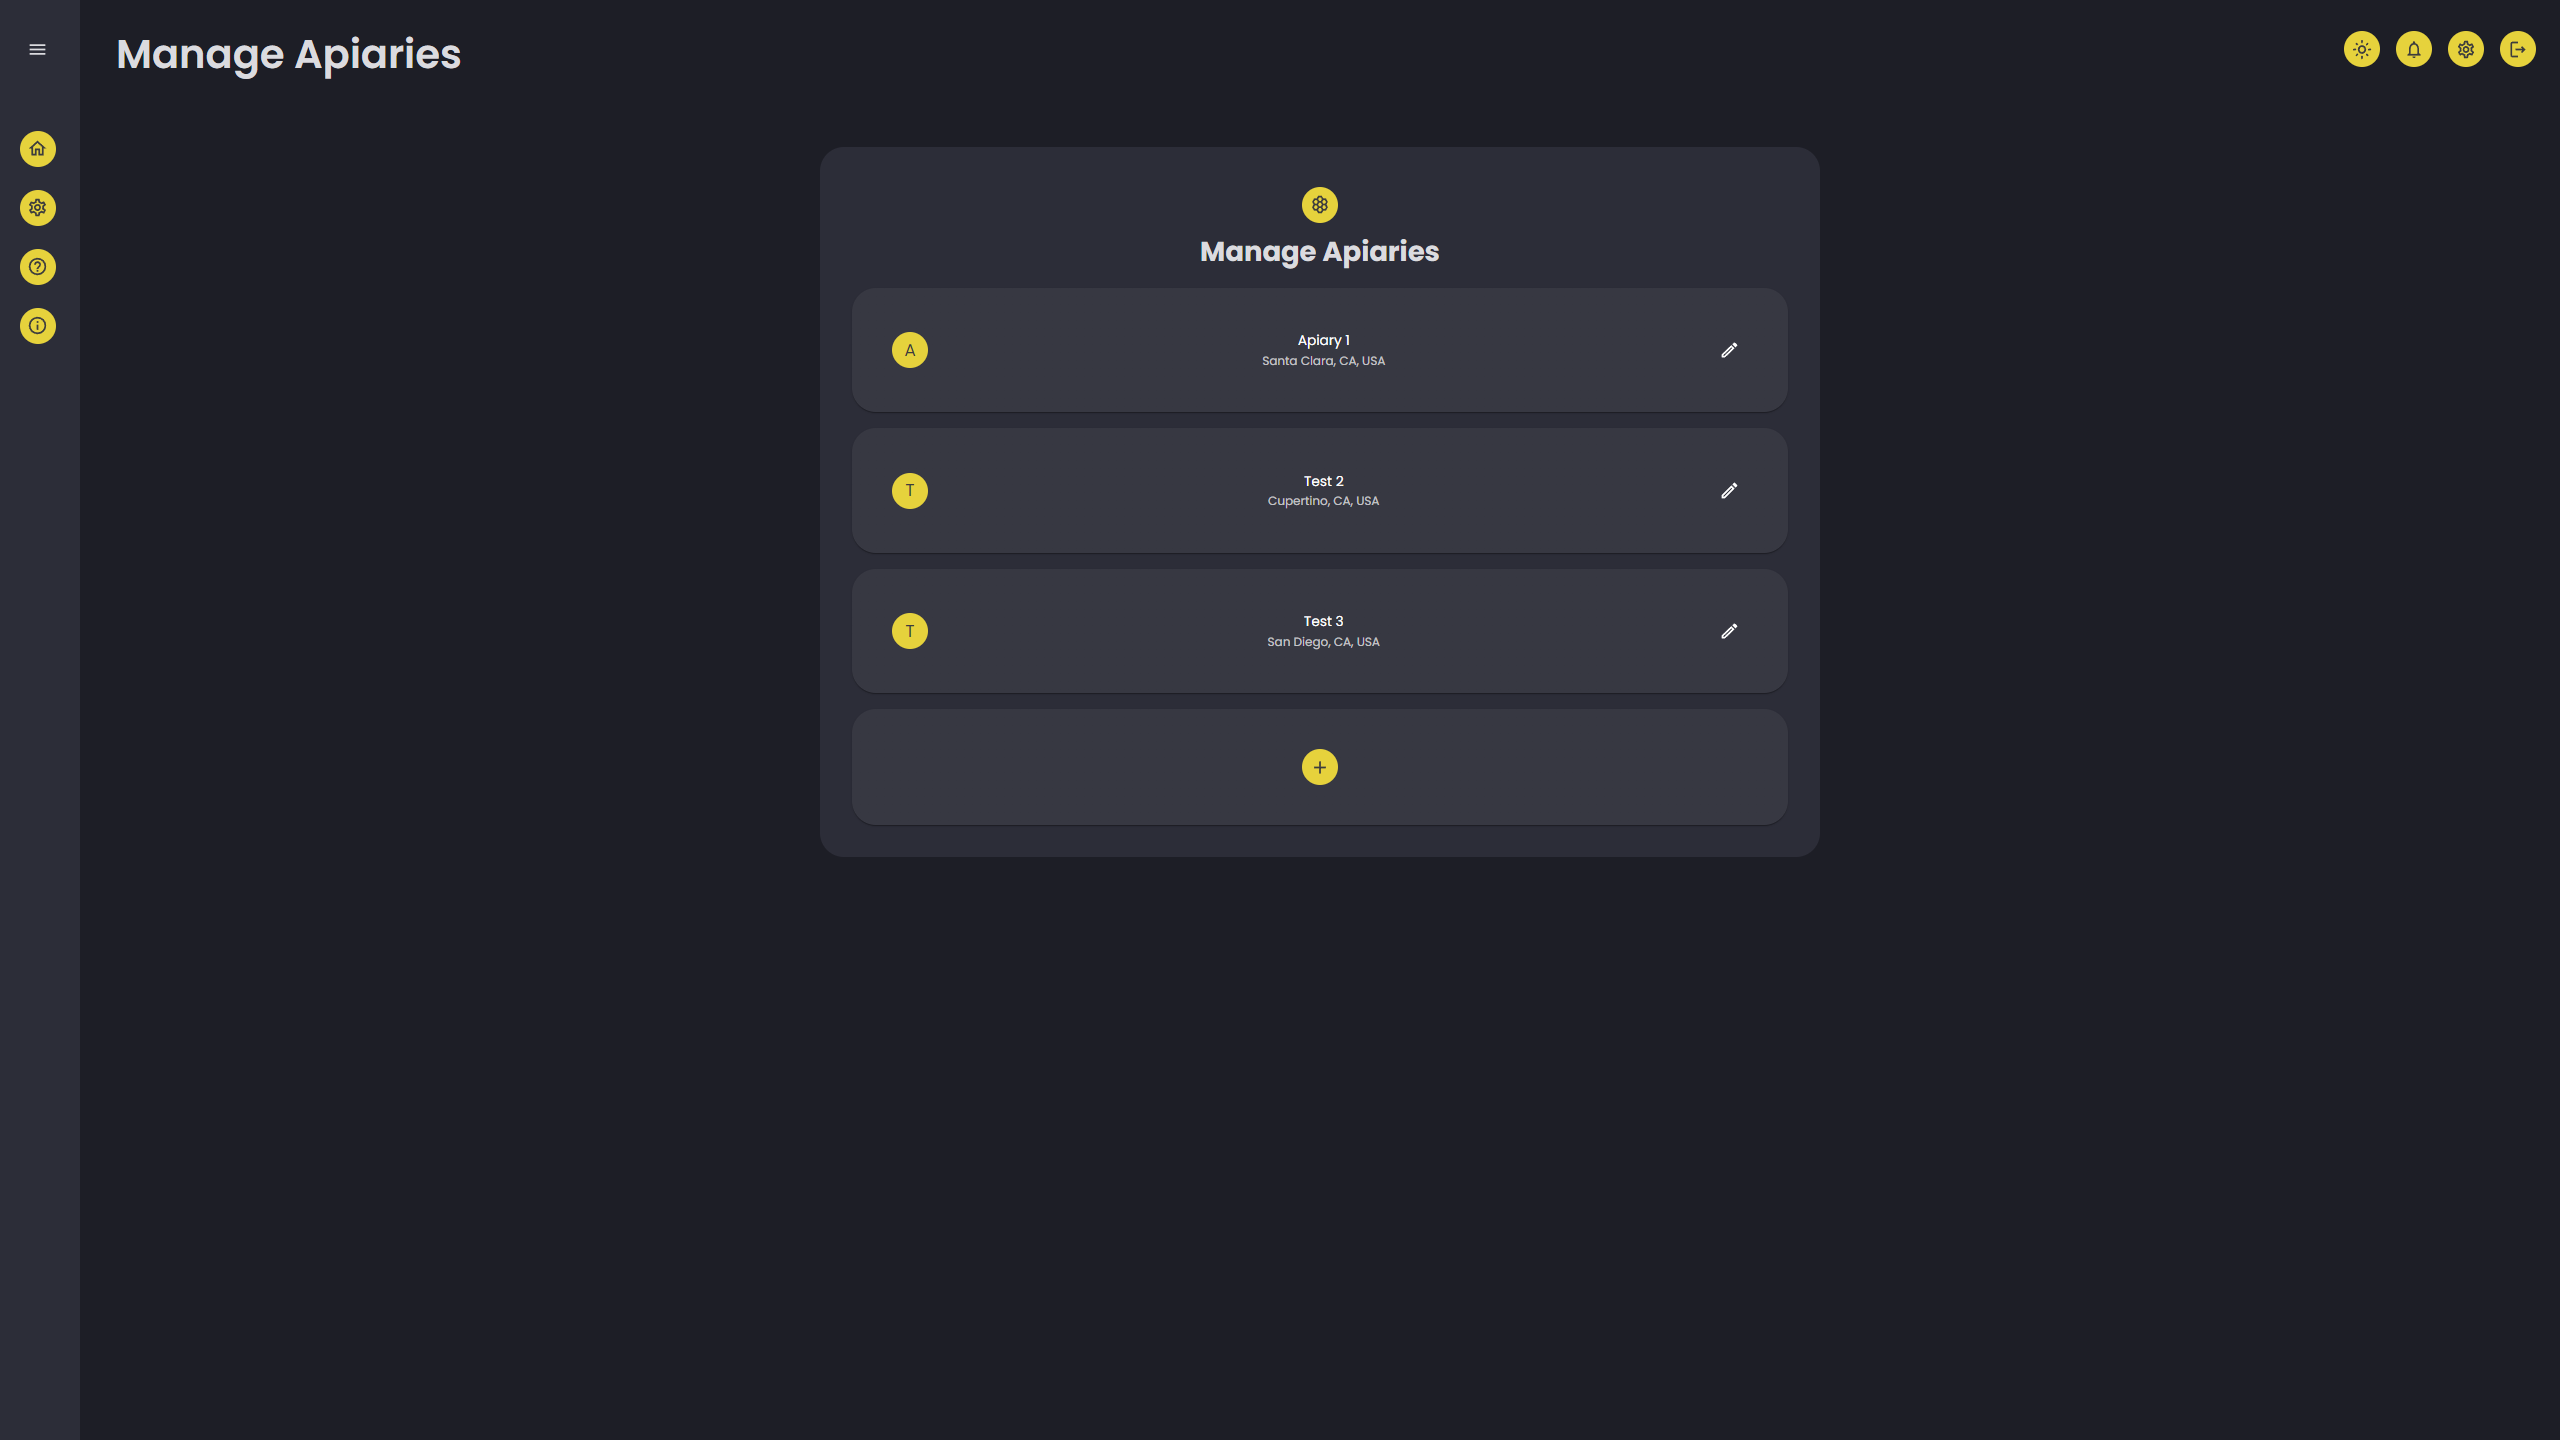 Manage Apiaries
Manage Apiaries
A
Apiary 1
Santa Clara, CA, USA
T
Test 2
Cupertino, CA, USA
T
Test 3
San Diego, CA, USA